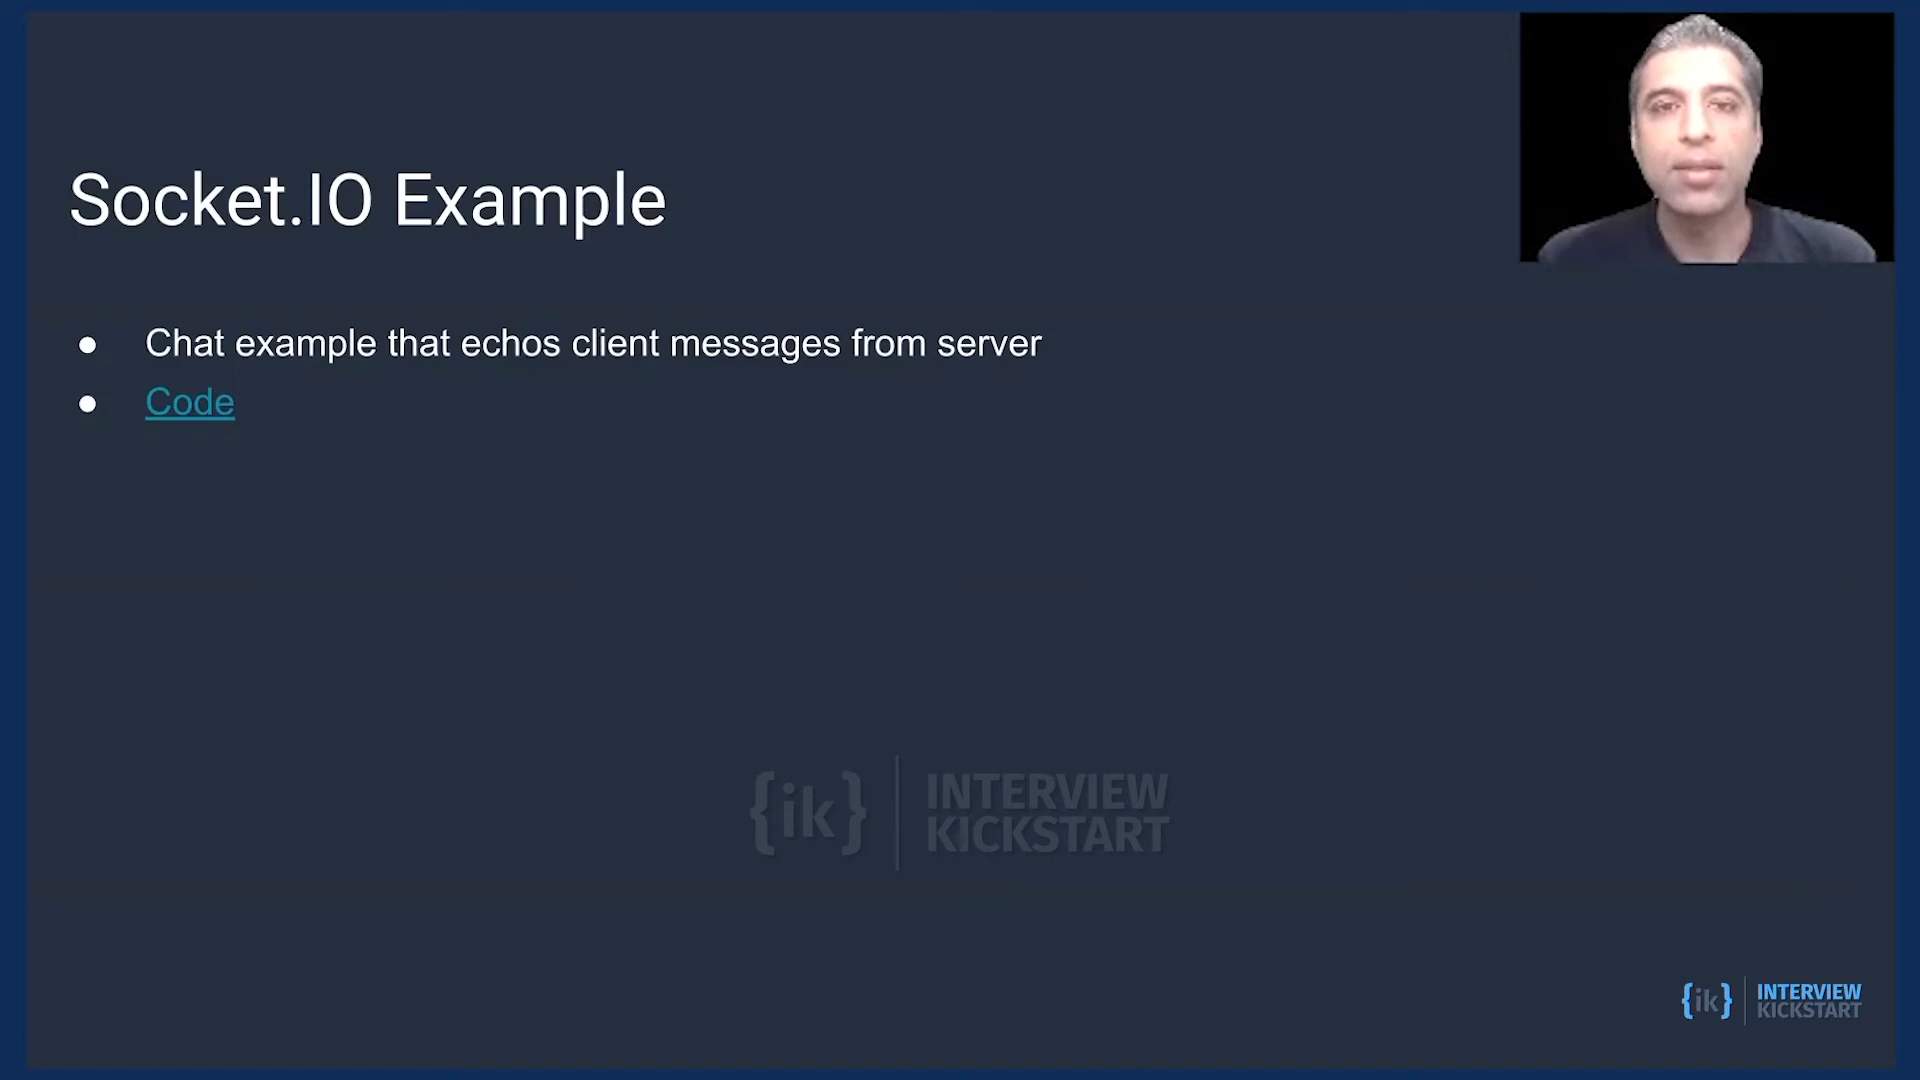 Socket.IO Example
● Chat example that echos client messages from server
● Code
{ik} INTERVIEW
KICKSTART
{ik} INTERVIEW
KICKSTART